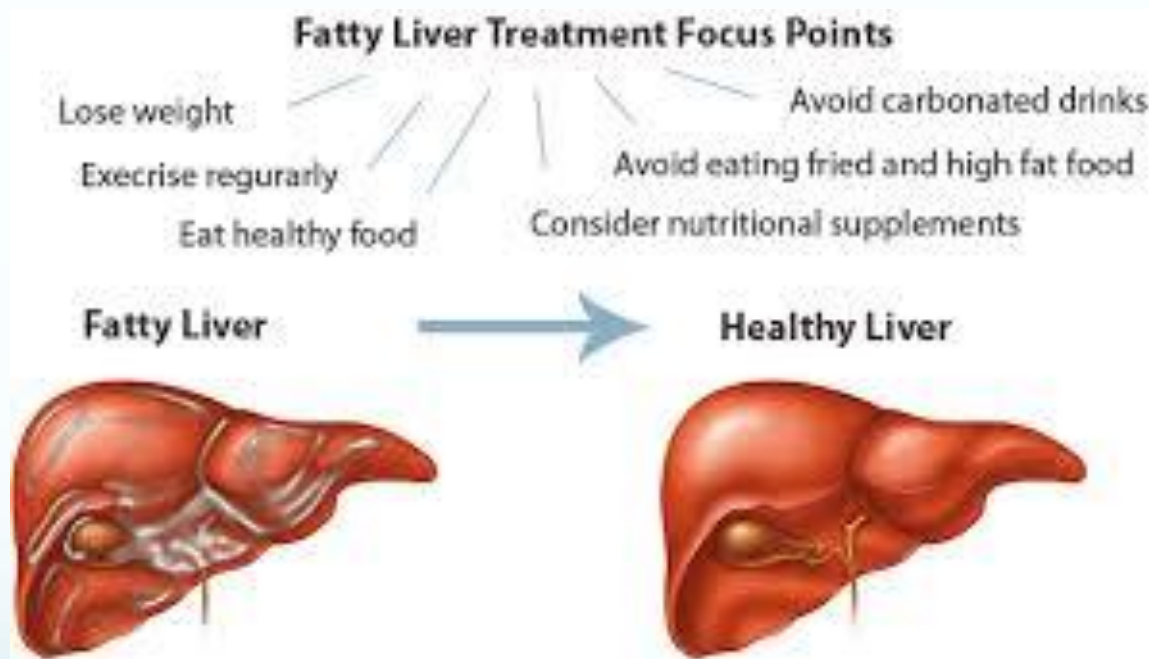 Fatty Liver Treatment Focus Points
Lose weight
Execrise regurarly
Eat healthy food
Consider nutritional supplements
Avoid eating fried and high fat food
Avoid carbonated drinks
Fatty Liver
Healthy Liver